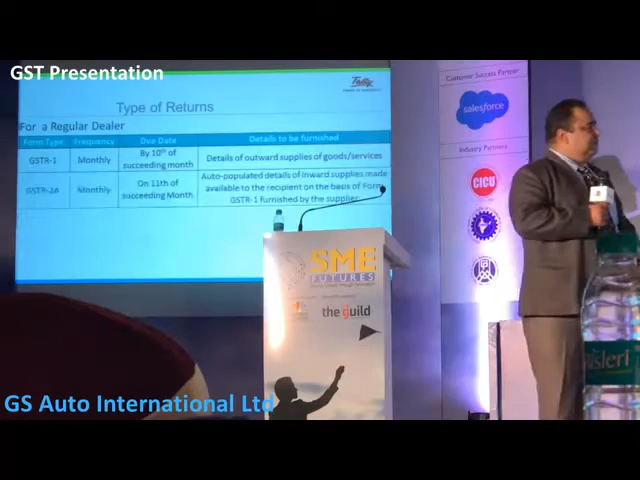 GST Presentation
Tally
Type of Returns
For a Regular Dealer
Form Type Frequency Due Date Details to be furnished
GSTR-1 Monthly By 10th of succeeding month Details of outward supplies of goods/services
GSTR-2A Monthly On 11th of succeeding Month Auto-populated details of inward supplies made available to the recipient on the basis of Form GSTR-1 furnished by the supplier
Customer Success Partner
salesforce
Industry Partners
CICU
SME
FUTURES
the guild
GS Auto International Ltd